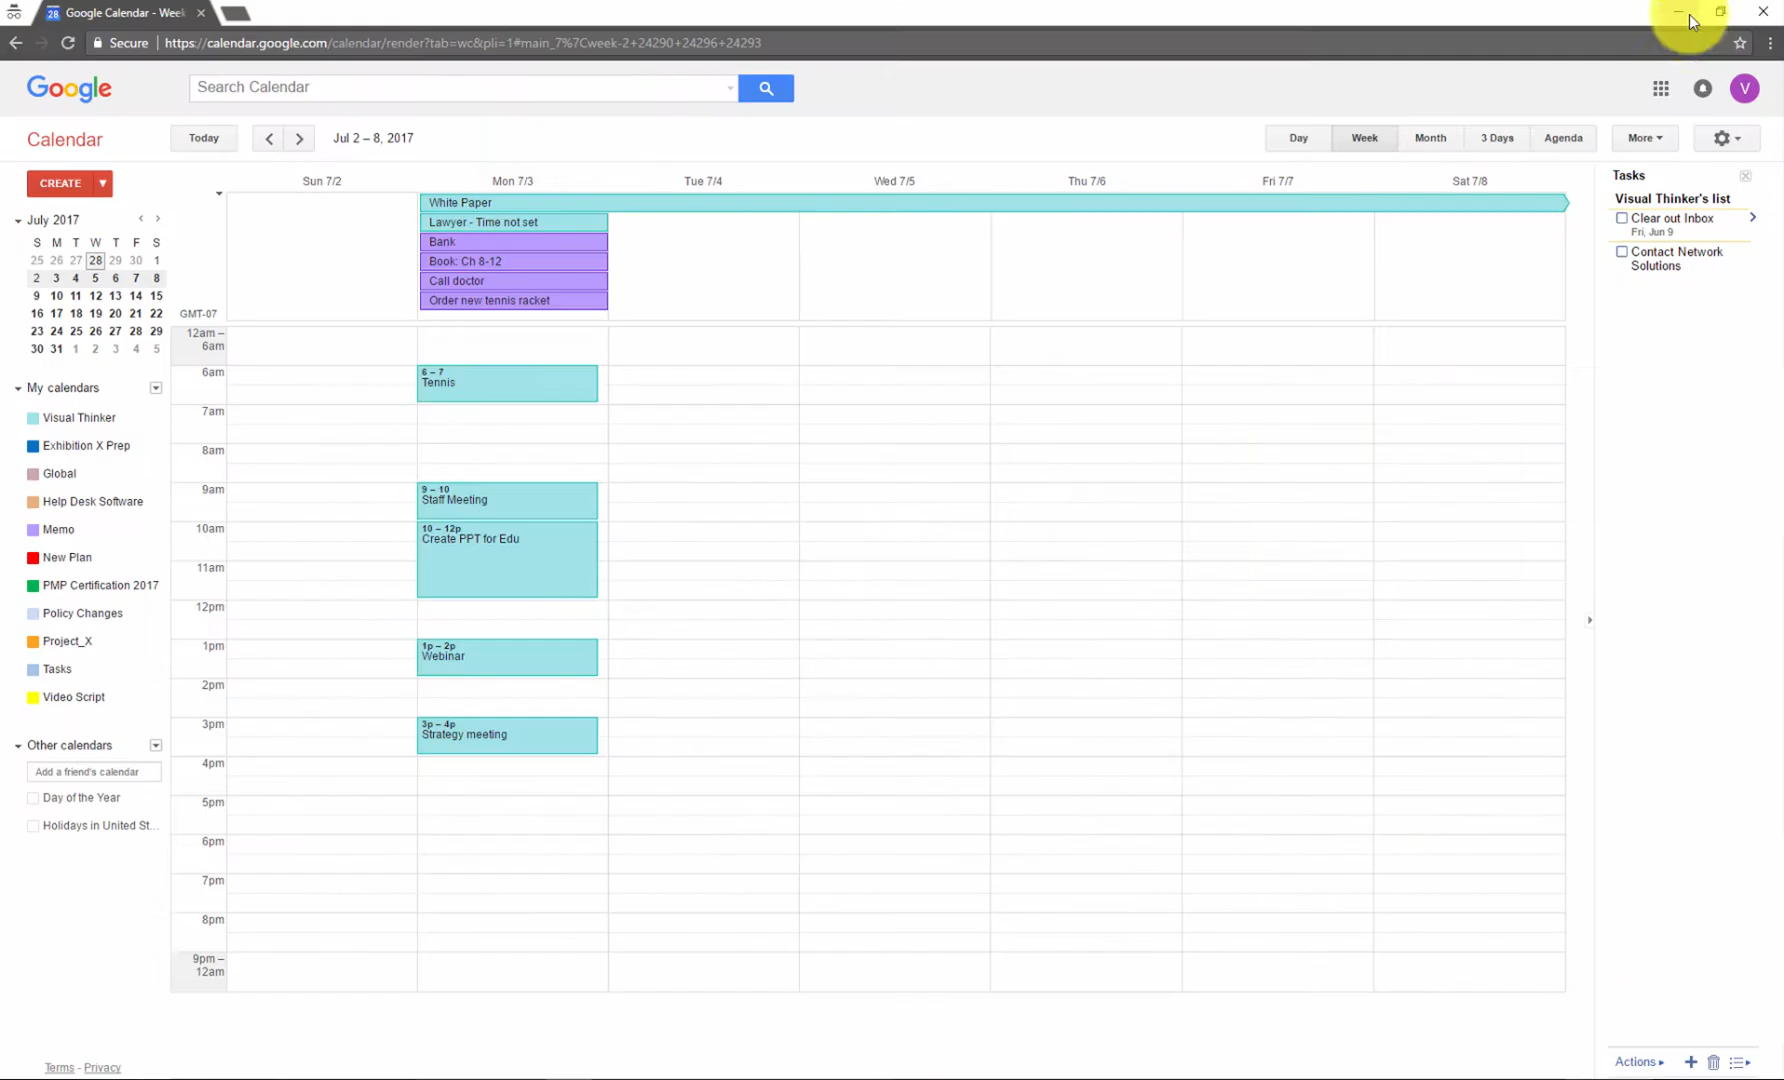 28 Google Calendar - Week
Secure https://calendar.google.com/calendar/render?tab=wc&pli=1#main_7%7Cweek-2+24290+24296+24293
Google
Search Calendar
V
Calendar
Today
Jul 2 – 8, 2017
Day Week Month 3 Days Agenda
More
CREATE
July 2017
S M T W T F S
25 26 27 28 29 30 1
2 3 4 5 6 7 8
9 10 11 12 13 14 15
16 17 18 19 20 21 22
23 24 25 26 27 28 29
30 31 1 2 3 4 5
My calendars
Visual Thinker
Exhibition X Prep
Global
Help Desk Software
Memo
New Plan
PMP Certification 2017
Policy Changes
Project_X
Tasks
Video Script
Other calendars
Add a friend's calendar
Day of the Year
Holidays in United St...
Terms - Privacy
Sun 7/2 Mon 7/3 Tue 7/4 Wed 7/5 Thu 7/6 Fri 7/7 Sat 7/8
White Paper
Lawyer - Time not set
Bank
Book: Ch 8-12
Call doctor
Order new tennis racket
GMT-07
12am –
6am
6am
7am
8am
9am
10am
11am
12pm
1pm
2pm
3pm
4pm
5pm
6pm
7pm
8pm
9pm –
12am
6 – 7
Tennis
9 – 10
Staff Meeting
10 – 12p
Create PPT for Edu
1p – 2p
Webinar
3p – 4p
Strategy meeting
Tasks
Visual Thinker's list
Clear out Inbox
Fri, Jun 9
Contact Network
Solutions
Actions